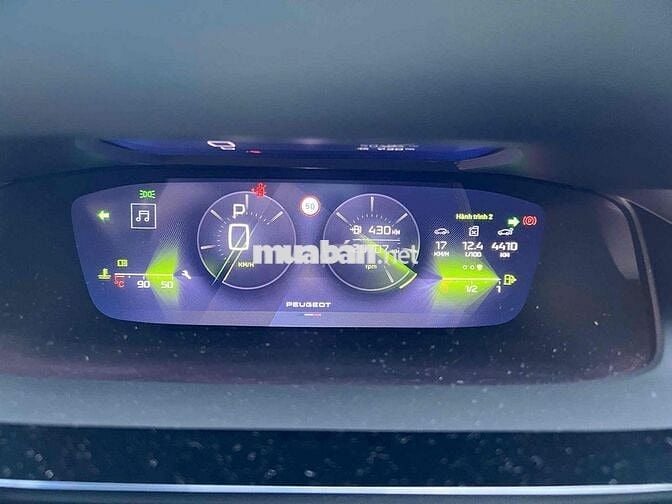 P
50
430 KM
Hành trình 2
0
KM/H
rpm
17
KM/H
12.4
L/100
4410
KM
°C 90 50
1/2 1
PEUGEOT
muabán.net
(P)